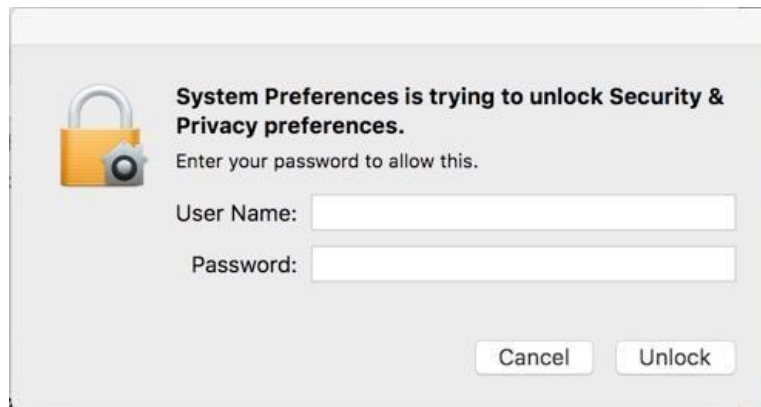 System Preferences is trying to unlock Security &
Privacy preferences.
Enter your password to allow this.
User Name:
Password:
Cancel
Unlock